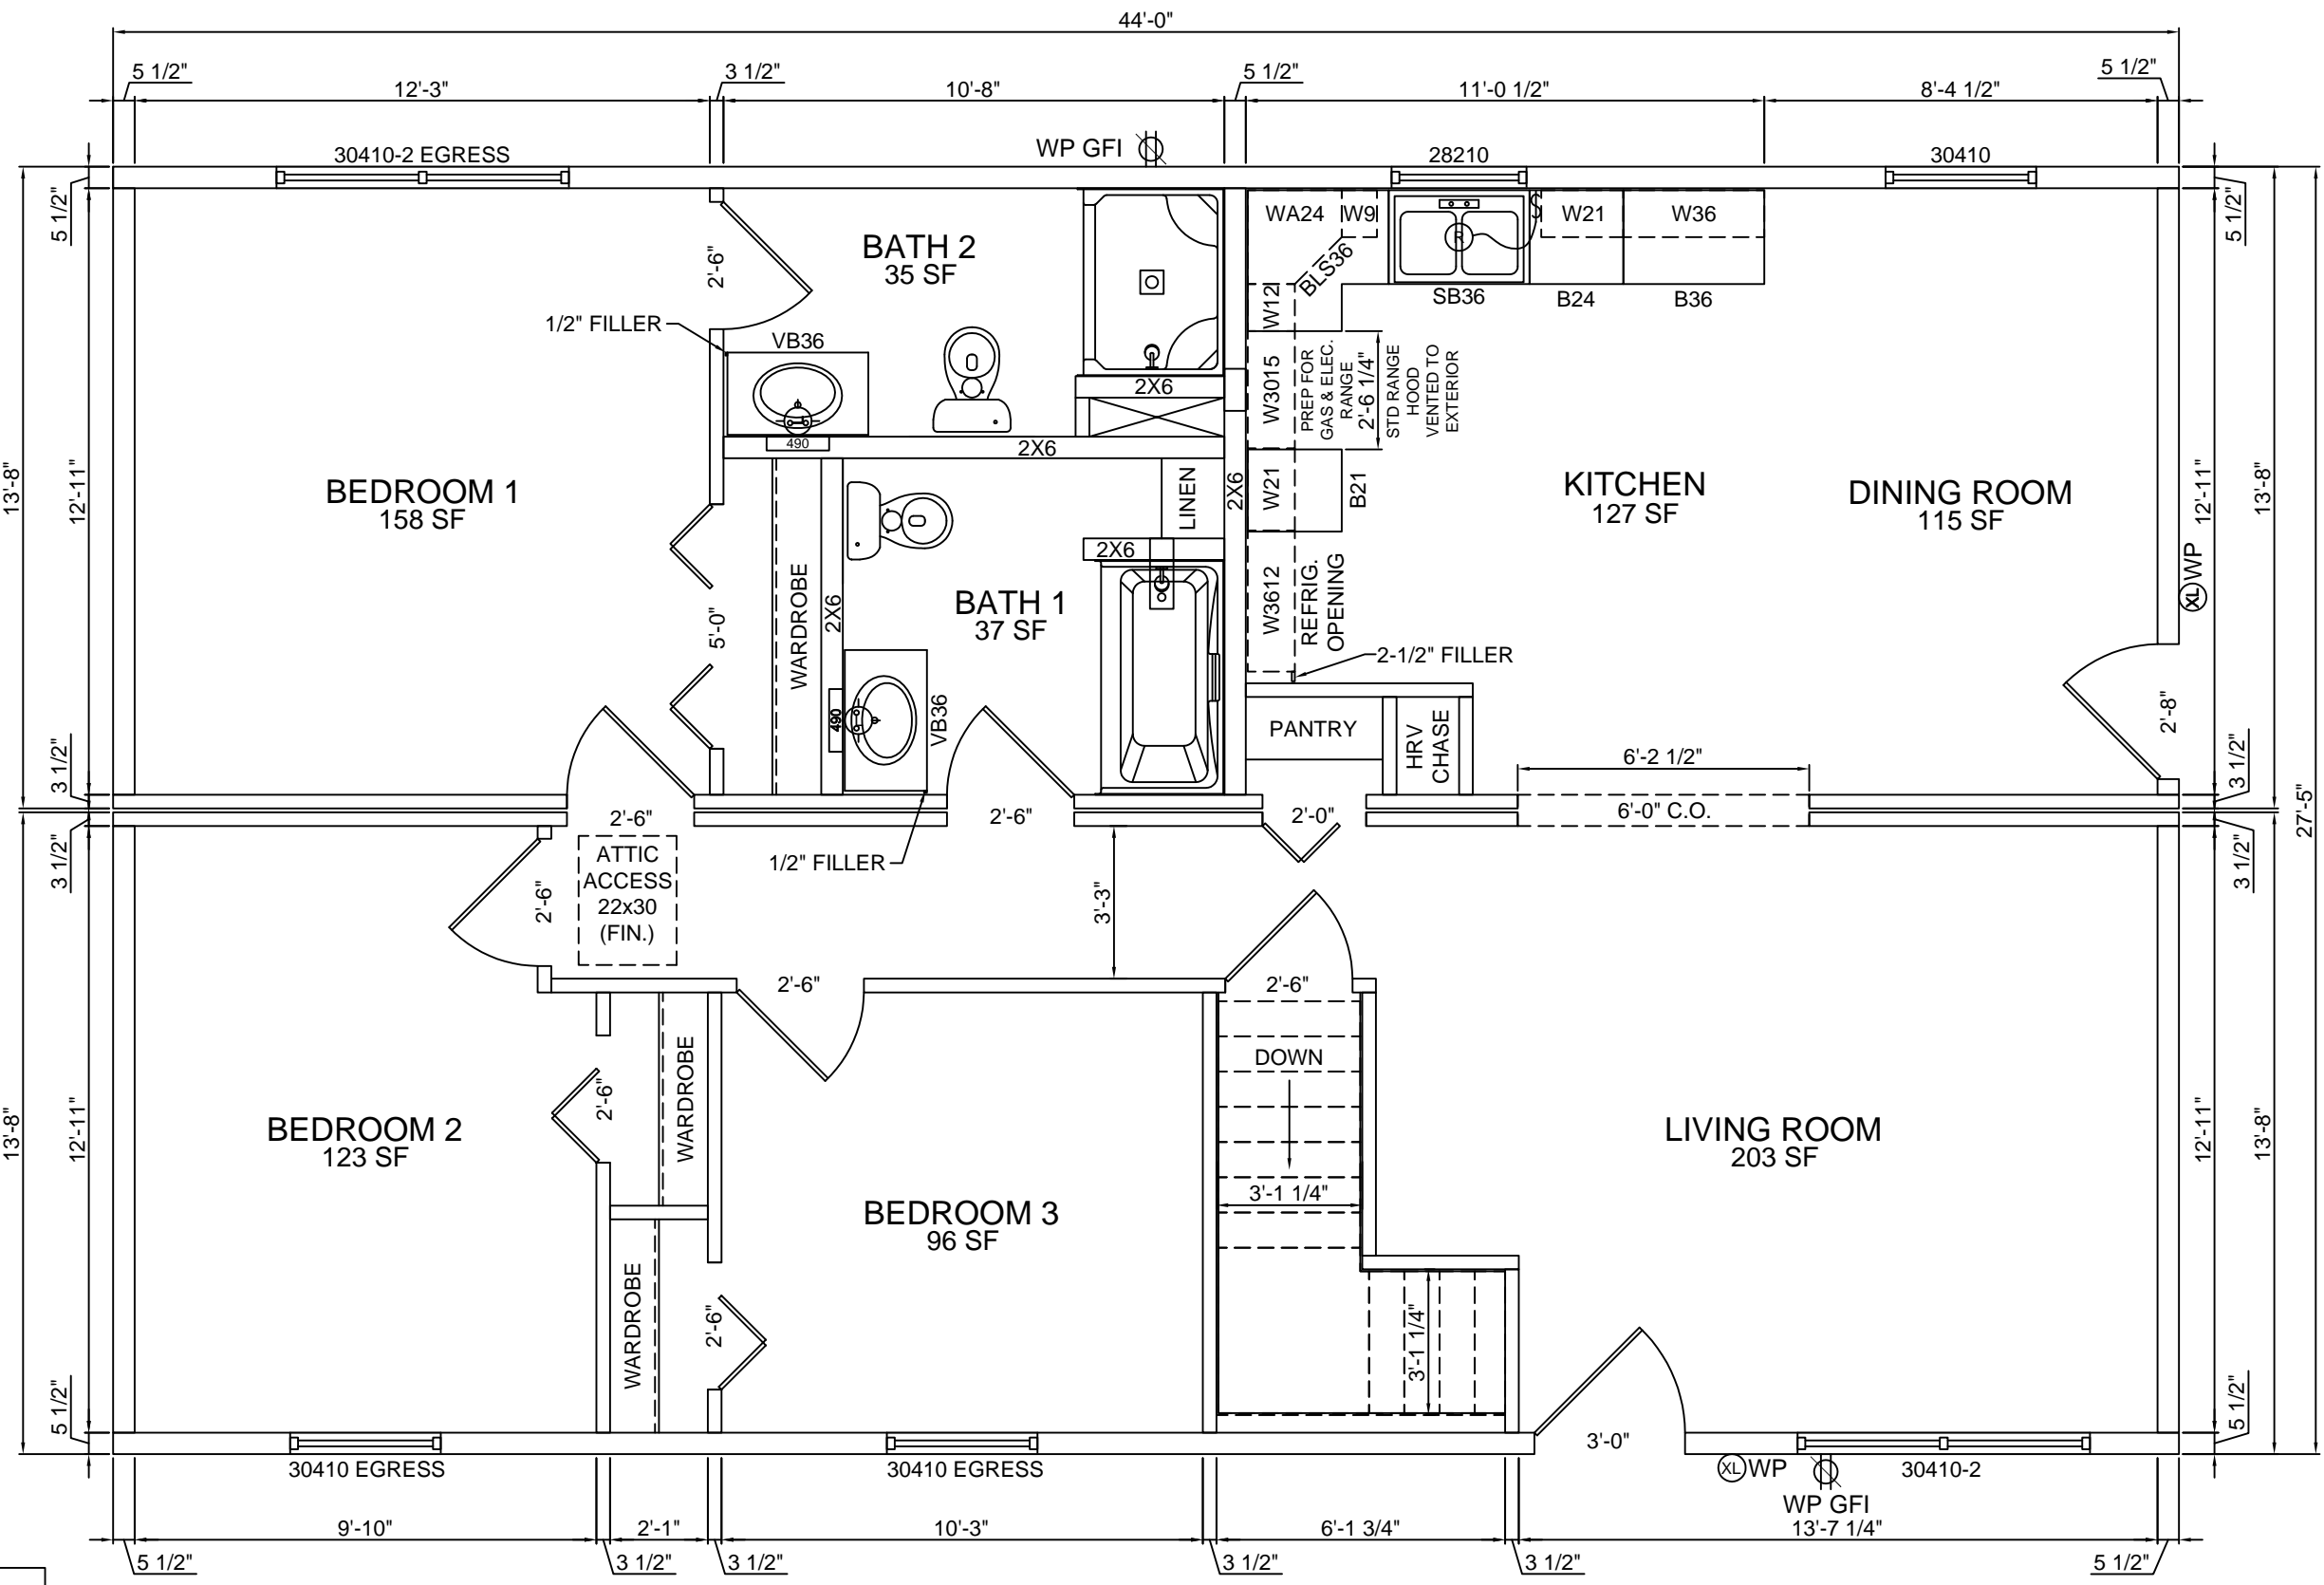 44'-0"
5 1/2"
12'-3"
3 1/2"
10'-8"
5 1/2"
11'-0 1/2"
8'-4 1/2"
5 1/2"
30410-2 EGRESS
WP GFI
28210
30410
5 1/2"
13'-8"
12'-11"
3 1/2"
BEDROOM 1
158 SF
2'-6"
BATH 2
35 SF
1/2" FILLER
VB36
490
2X6
2X6
WA24
W9
BLS36
W12
R
S
SB36
W21
B24
W36
B36
W3015
PREP FOR
GAS & ELEC.
RANGE
2'-6 1/4"
STD RANGE
HOOD
VENTED TO
EXTERIOR
W21
B21
2X6
LINEN
W3612
REFRIG.
OPENING
2-1/2" FILLER
KITCHEN
127 SF
DINING ROOM
115 SF
5'-0"
WARDROBE
2X6
BATH 1
37 SF
2X6
490
VB36
PANTRY
HRV
CHASE
6'-2 1/2"
6'-0" C.O.
2'-8"
XL WP
5 1/2"
12'-11"
13'-8"
3 1/2"
27'-5"
2'-6"
2'-6"
2'-0"
1/2" FILLER
ATTIC
ACCESS
22x30
(FIN.)
2'-6"
3'-3"
3 1/2"
13'-8"
12'-11"
5 1/2"
2'-6"
2'-6"
BEDROOM 2
123 SF
2'-6"
WARDROBE
WARDROBE
2'-6"
BEDROOM 3
96 SF
DOWN
3'-1 1/4"
3'-1 1/4"
LIVING ROOM
203 SF
3 1/2"
12'-11"
13'-8"
5 1/2"
30410 EGRESS
30410 EGRESS
3'-0"
XL WP
WP GFI
30410-2
9'-10"
2'-1"
10'-3"
6'-1 3/4"
13'-7 1/4"
5 1/2"
3 1/2"
3 1/2"
3 1/2"
3 1/2"
5 1/2"